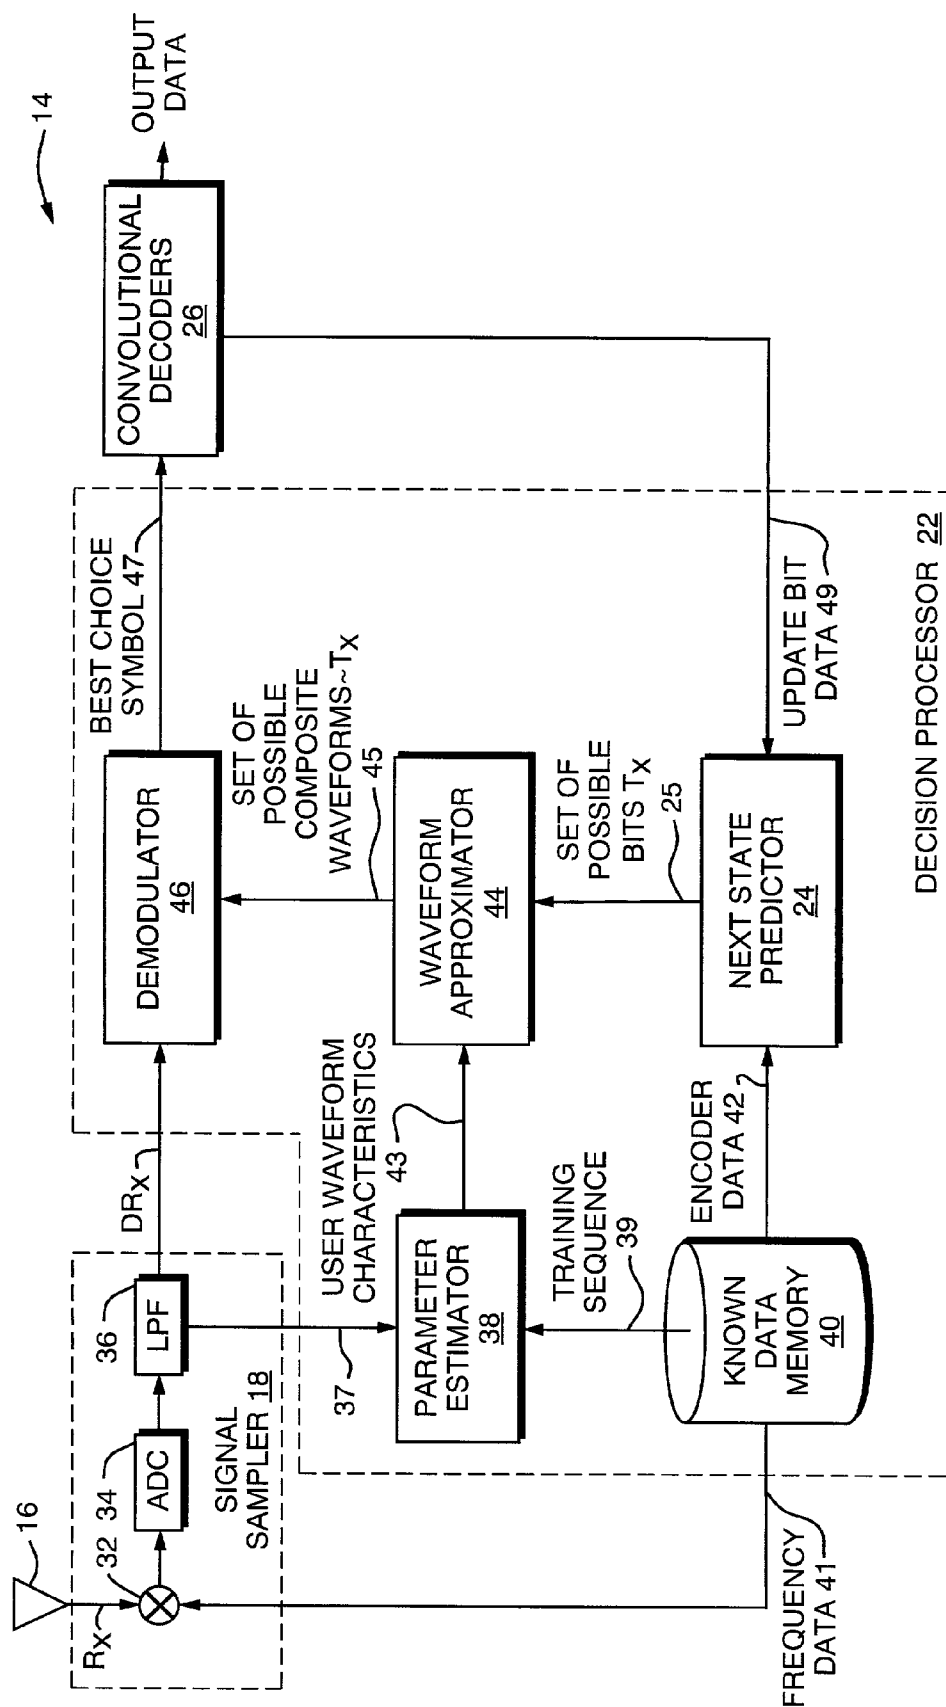 14
OUTPUT
DATA
CONVOLUTIONAL
DECODERS
26
BEST CHOICE
SYMBOL 47
DEMODULATOR
46
DRX
36
LPF
34
ADC
32
16
RX
SIGNAL
SAMPLER 18
37
SET OF
POSSIBLE
COMPOSITE
WAVEFORMS~TX
45
USER WAVEFORM
CHARACTERISTICS
43
WAVEFORM
APPROXIMATOR
44
PARAMETER
ESTIMATOR
38
SET OF
POSSIBLE
BITS TX
25
TRAINING
SEQUENCE
39
UPDATE BIT
DATA 49
NEXT STATE
PREDICTOR
24
ENCODER
DATA 42
KNOWN
DATA
MEMORY
40
FREQUENCY
DATA 41
DECISION PROCESSOR 22